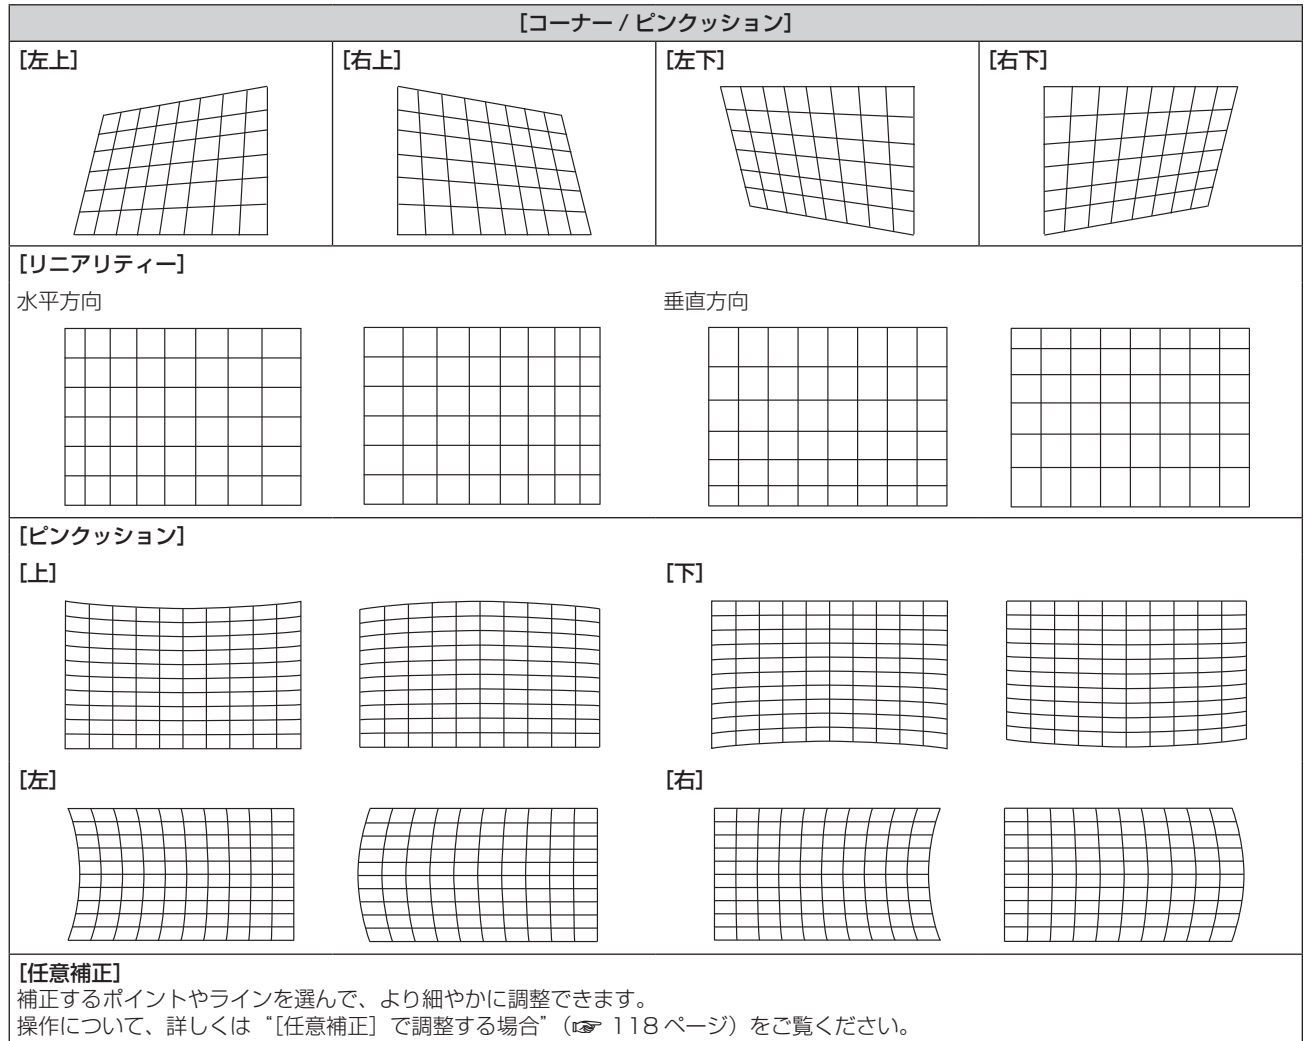 [コーナー / ピンクッション]
[左上]
[右上]
[左下]
[右下]
[リニアリティー]
水平方向
垂直方向
[ピンクッション]
[上]
[下]
[左]
[右]
[任意補正]
補正するポイントやラインを選んで、より細やかに調整できます。
操作について、詳しくは“[任意補正] で調整する場合”（☞ 118 ページ）をご覧ください。